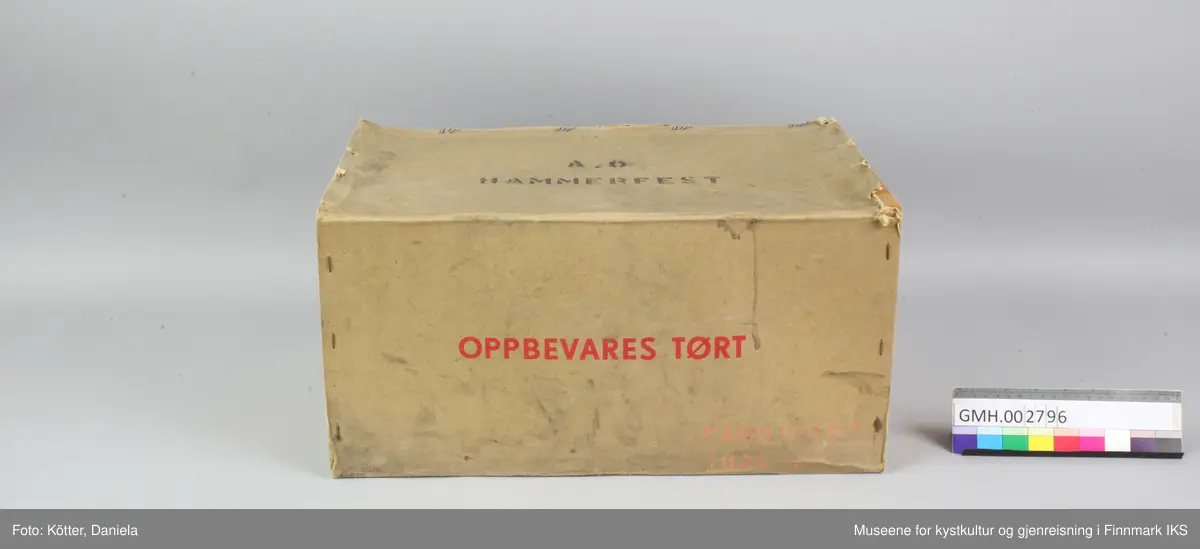 A.Ö
HAMMERFEST
OPPBEVARES TØRT
GMH.002796
Foto: Kötter, Daniela
Museene for kystkultur og gjenreisning i Finnmark IKS